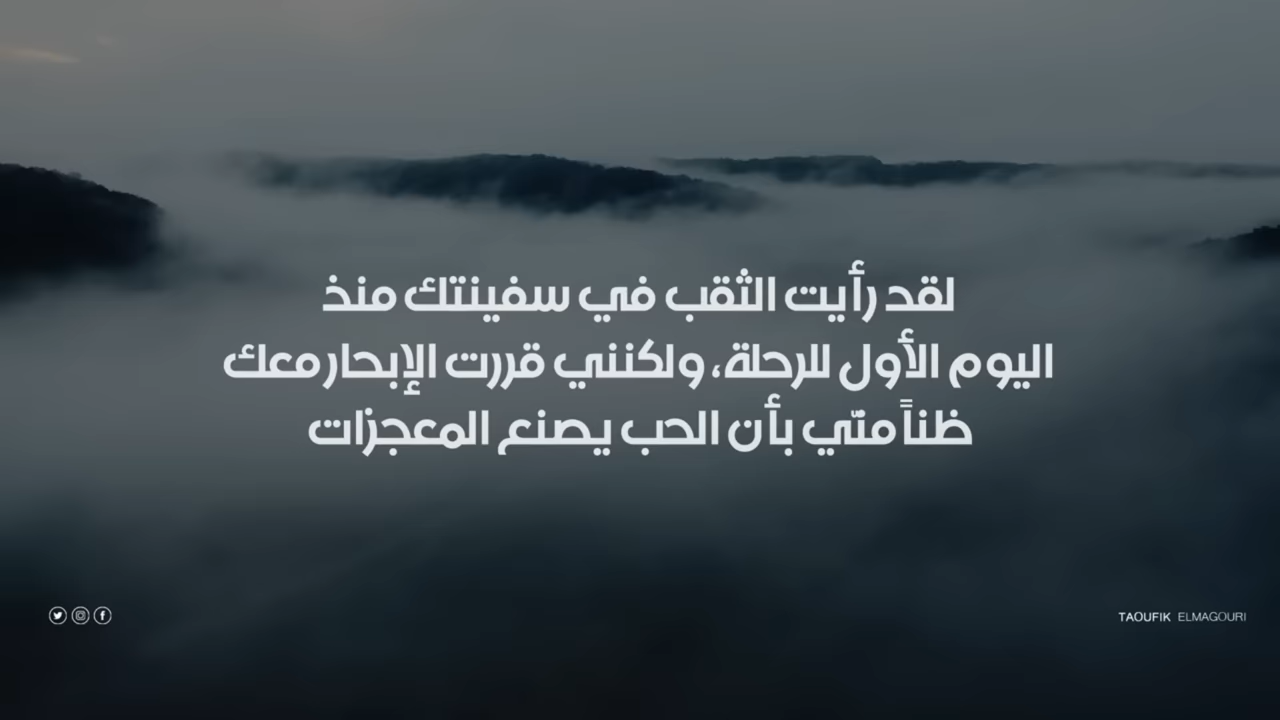 لقد رأيت الثقب في سفينتك منذ
اليوم الأول للرحلة، ولكنني قررت الإبحار معك
ظناً منّي بأن الحب يصنع المعجزات
TAOUFIK ELMAGOURI